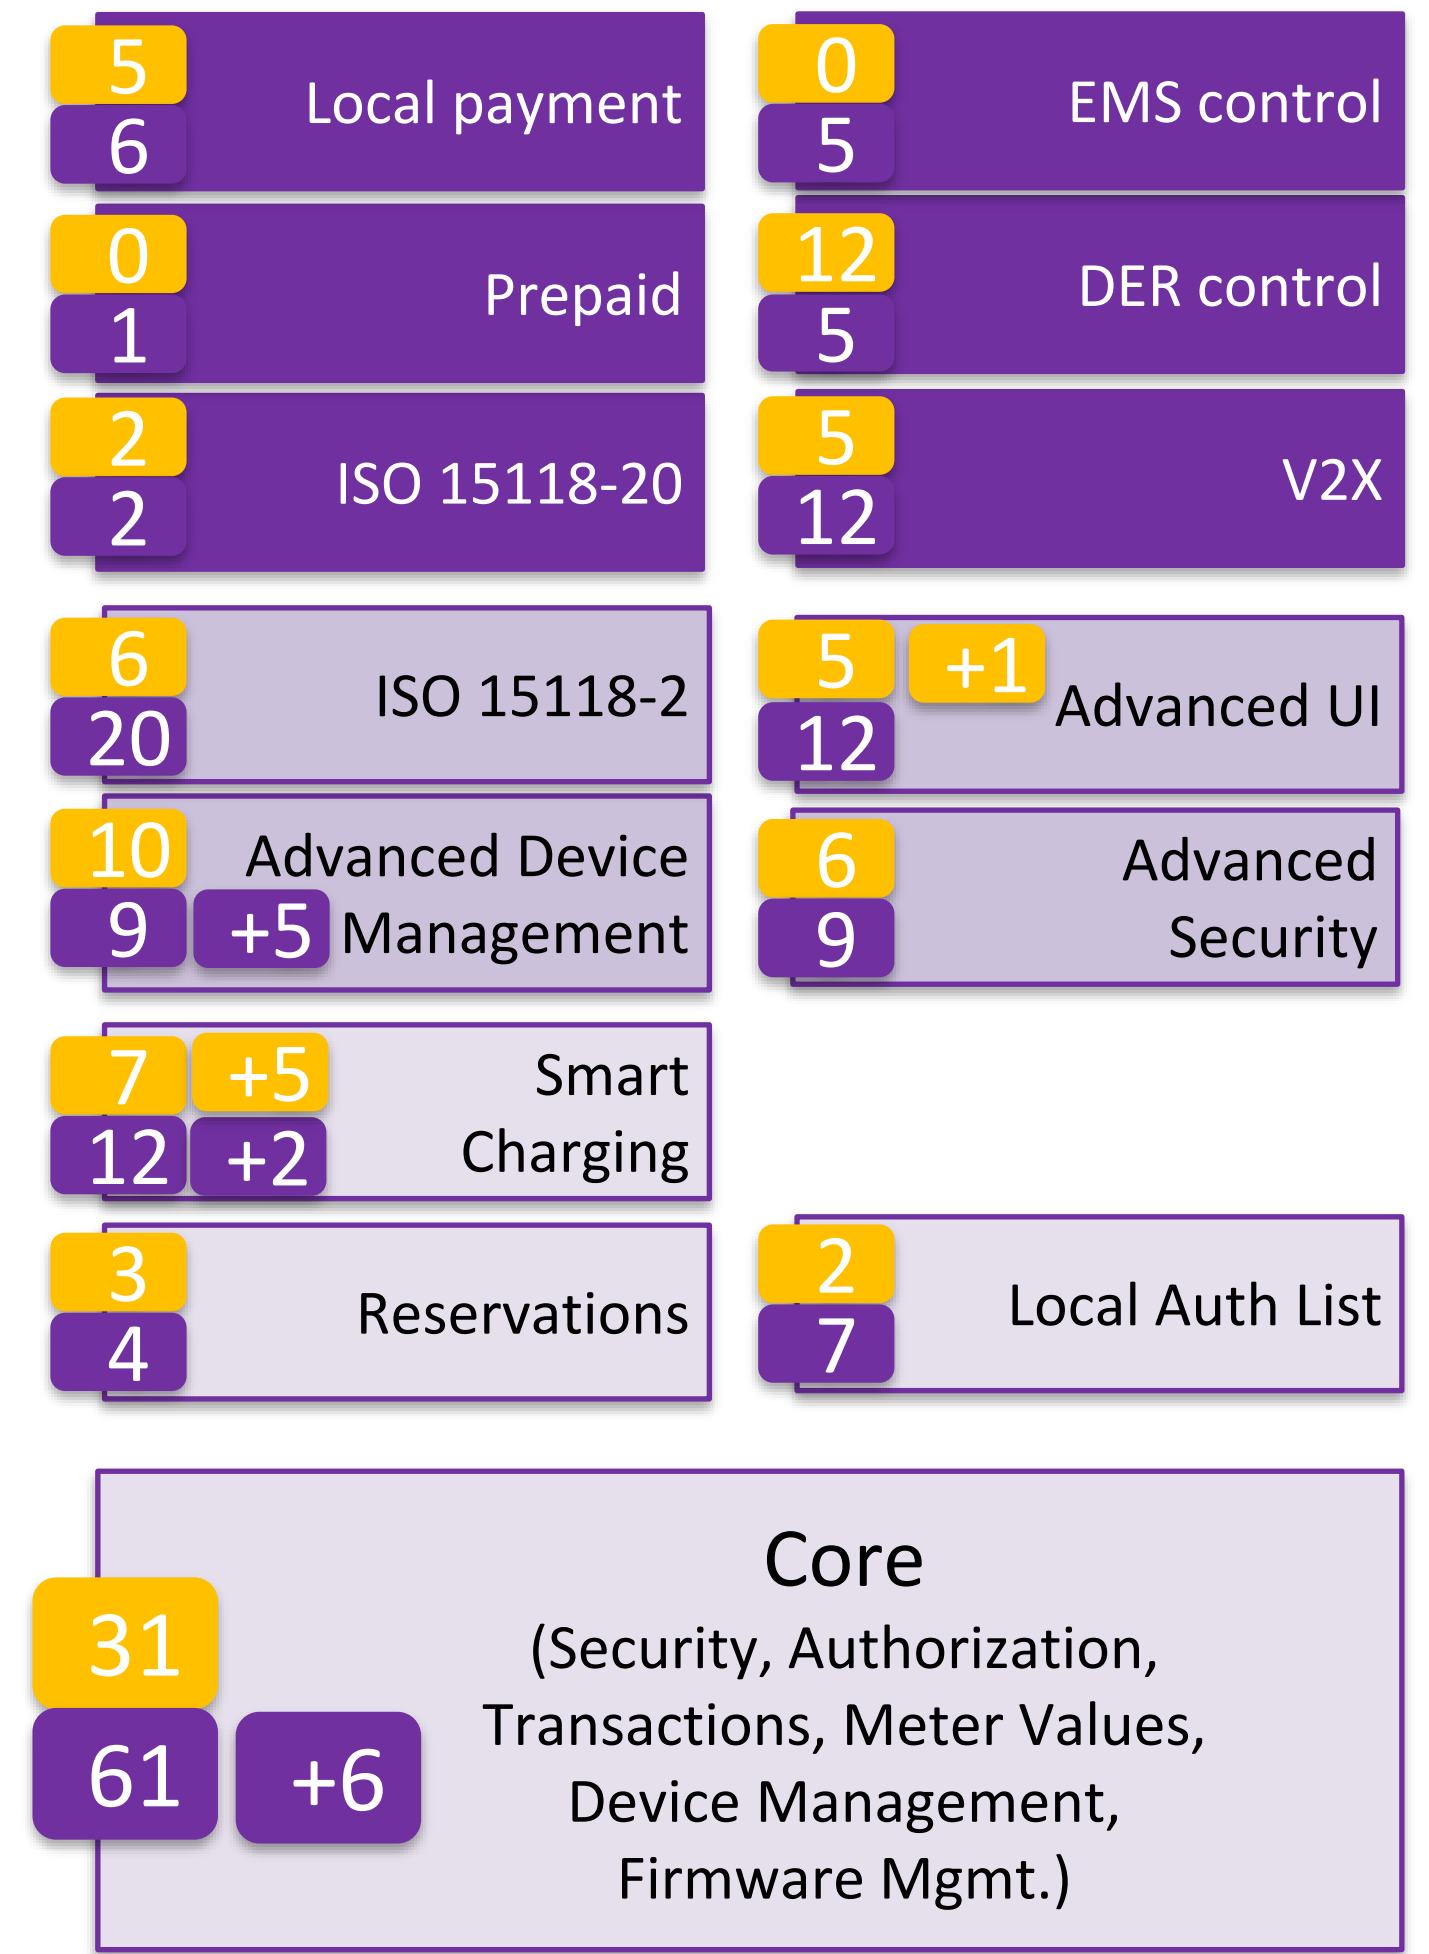 5
6
Local payment
0
5
EMS control
0
1
Prepaid
12
5
DER control
2
2
ISO 15118-20
5
12
V2X
6
20
ISO 15118-2
5
+1
12
Advanced UI
10
9
+5
Advanced Device
Management
6
9
Advanced
Security
7
+5
12
+2
Smart
Charging
3
4
Reservations
2
7
Local Auth List
31
61
+6
Core
(Security, Authorization,
Transactions, Meter Values,
Device Management,
Firmware Mgmt.)